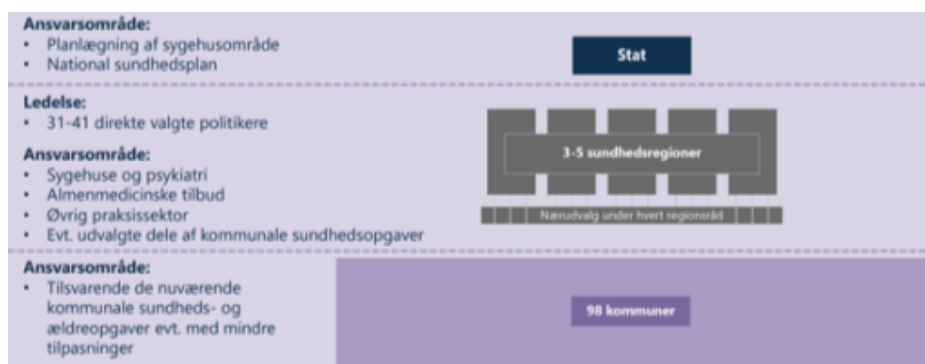 Ansvarsområde:
• Planlægning af sygehusområde
• National sundhedsplan
Stat
Ledelse:
• 31-41 direkte valgte politikere
Ansvarsområde:
• Sygehuse og psykiatri
• Almenmedicinske tilbud
• Øvrig praksissektor
• Evt. udvalgte dele af kommunale sundhedsopgaver
3-5 sundhedsregioner
Nærudvalg under hvert regionsråd
Ansvarsområde:
• Tilsvarende de nuværende
kommunale sundheds- og
ældreopgaver evt. med mindre
tilpasninger
98 kommuner